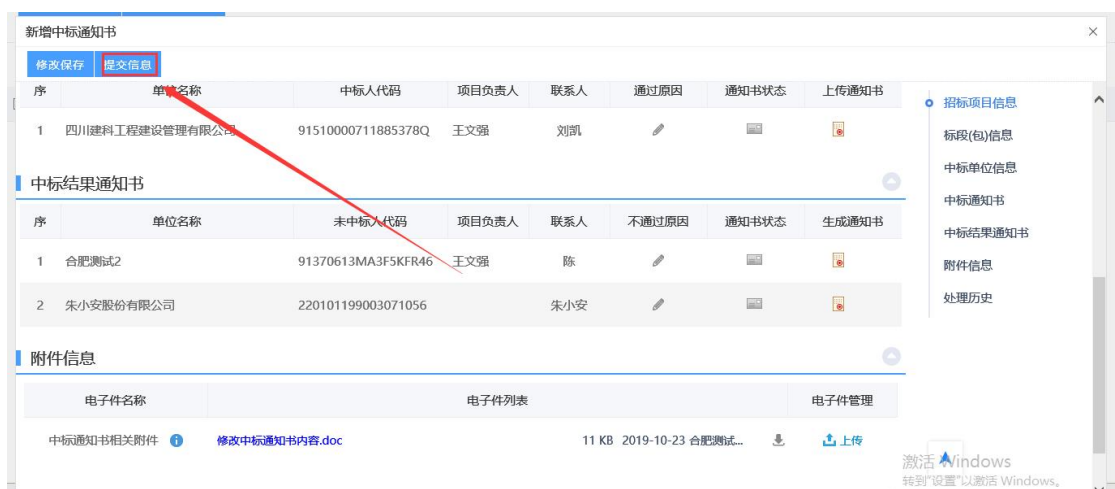 新增中标通知书
修改保存 提交信息
序 单位名称 中标人代码 项目负责人 联系人 通过原因 通知书状态 上传通知书
1 四川建科工程建设管理有限公司 91510000711885378Q 王文强 刘凯
中标结果通知书
序 单位名称 未中标人代码 项目负责人 联系人 不通过原因 通知书状态 生成通知书
1 合肥测试2 91370613MA3F5KFR46 王文强 陈
2 朱小安股份有限公司 220101199003071056 朱小安
附件信息
电子件名称 电子件列表 电子件管理
中标通知书相关附件 修改中标通知书内容.doc 11 KB 2019-10-23 合肥测试... 上传
招标项目信息
标段(包)信息
中标单位信息
中标通知书
中标结果通知书
附件信息
处理历史
激活 Windows
转到"设置"以激活 Windows。